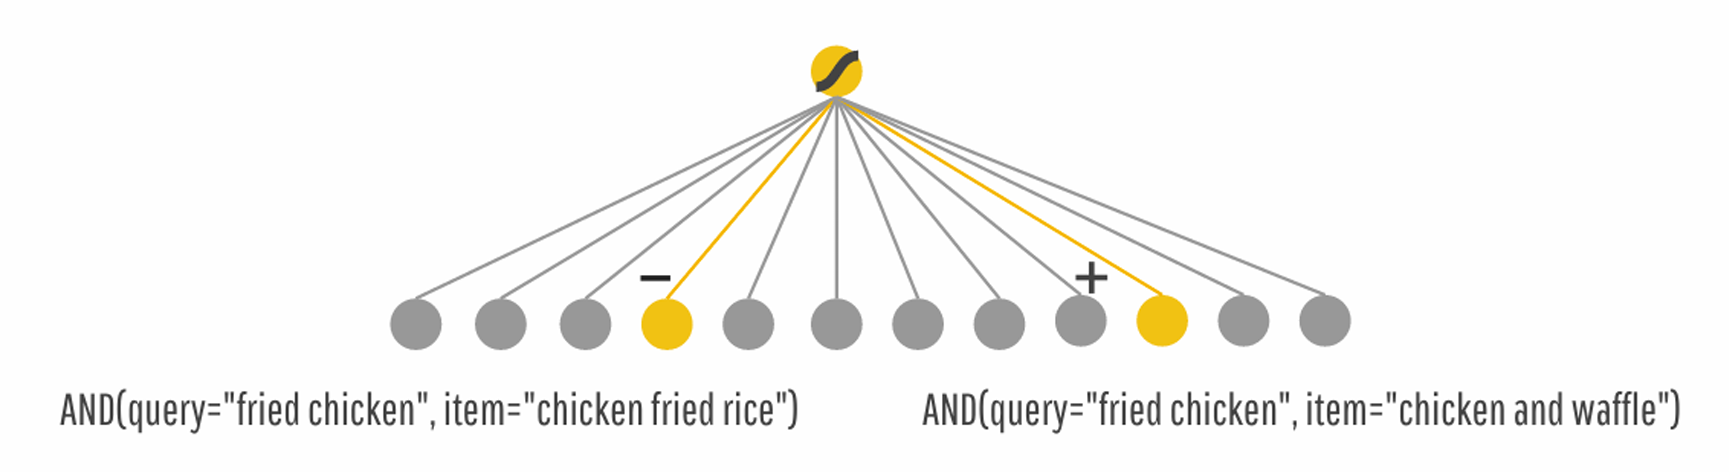 − +
AND(query="fried chicken", item="chicken fried rice") AND(query="fried chicken", item="chicken and waffle")